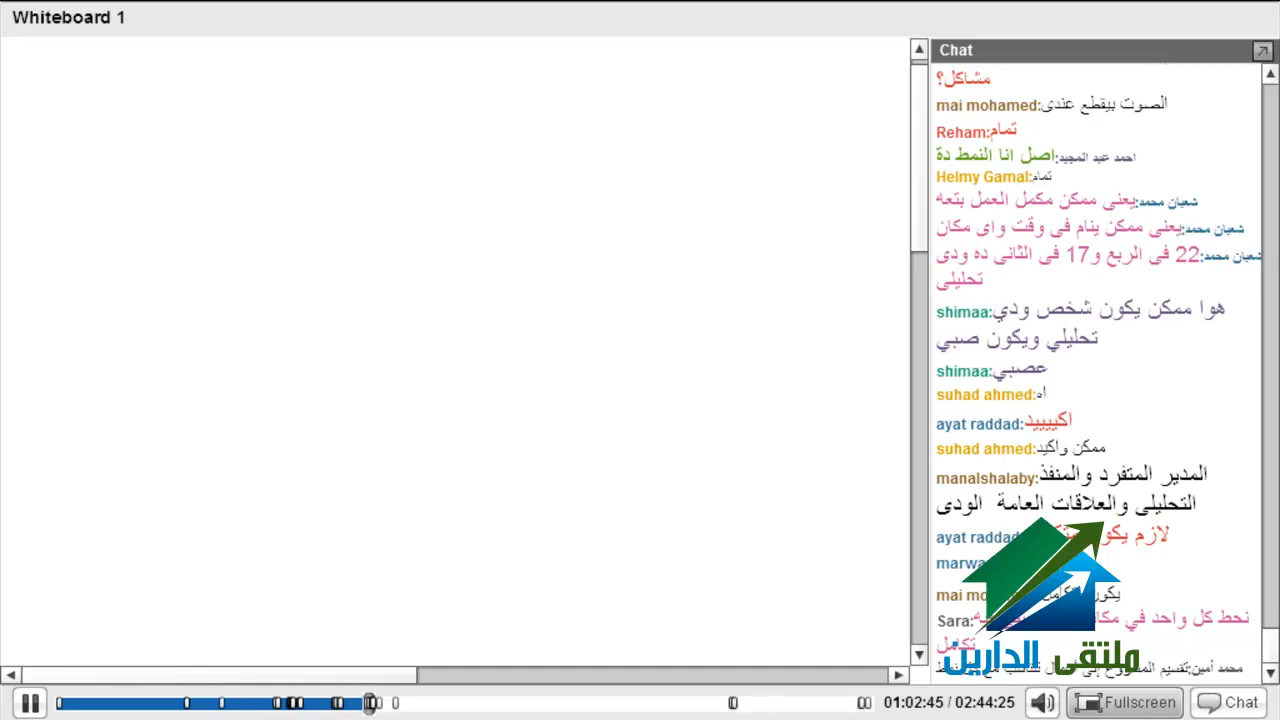 Whiteboard 1
Chat
مشاكل؟
mai mohamed:الصوت بيقطع عندى
Reham:تمام
احمد عبد المجيد:اصل انا النمط دة
Helmy Gamal:تمام
شعبان محمد:يعنى ممكن مكمل العمل بتعه
شعبان محمد:يعنى ممكن ينام فى وقت واى مكان
شعبان محمد:22 فى الربع و17 فى الثانى ده ودى
تحليلى
shimaa:هوا ممكن يكون شخص ودي
تحليلي ويكون صبي
shimaa:عصبي
suhad ahmed:اه
ayat raddad:اكيييييد
suhad ahmed:ممكن واكيد
manalshalaby:المدير المتفرد والمنفذ
التحليلى والعلاقات العامة الودى
ayat raddad لازم
mai
Sara:نحط كل واحد في
تكامل
محمد أمين:تقسيم
ملتقى الدارين
01:02:45 / 02:44:25
Fullscreen
Chat